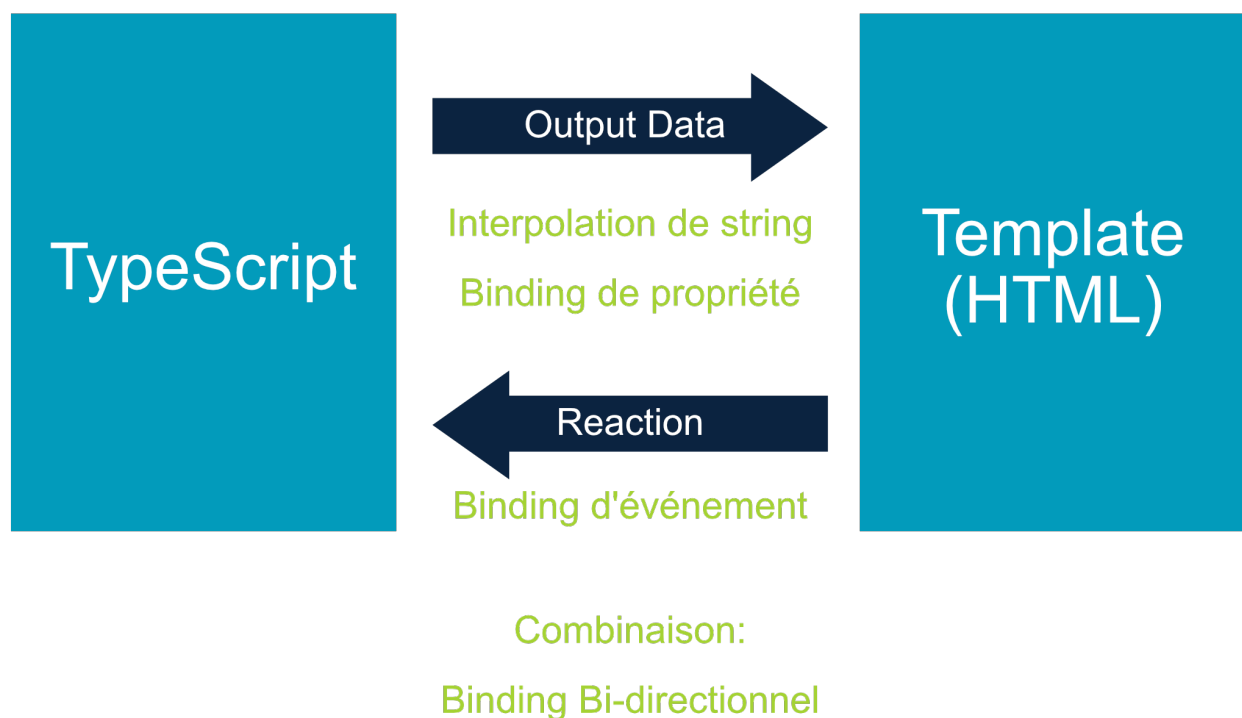 TypeScript
Output Data
Interpolation de string
Binding de propriété
Reaction
Binding d'événement
Template
(HTML)
Combinaison:
Binding Bi-directionnel